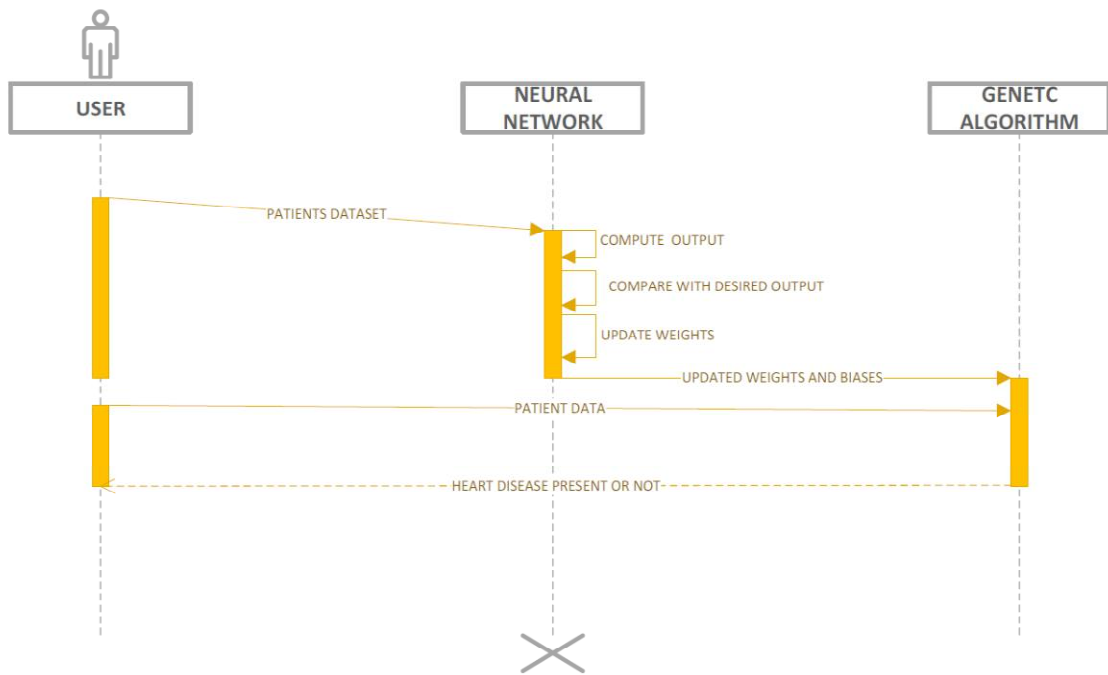 USER
NEURAL
NETWORK
GENETC
ALGORITHM
PATIENTS DATASET
COMPUTE OUTPUT
COMPARE WITH DESIRED OUTPUT
UPDATE WEIGHTS
UPDATED WEIGHTS AND BIASES
PATIENT DATA
HEART DISEASE PRESENT OR NOT